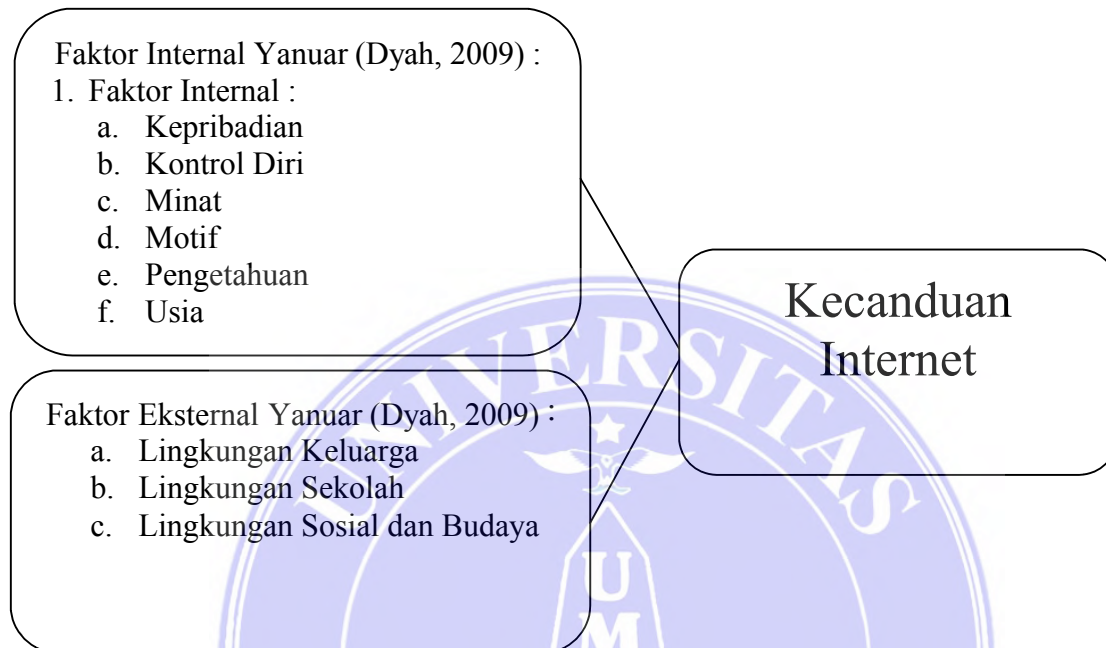 Faktor Internal Yanuar (Dyah, 2009) :
1. Faktor Internal :
a. Kepribadian
b. Kontrol Diri
c. Minat
d. Motif
e. Pengetahuan
f. Usia
Faktor Eksternal Yanuar (Dyah, 2009) :
a. Lingkungan Keluarga
b. Lingkungan Sekolah
c. Lingkungan Sosial dan Budaya
Kecanduan
Internet
UNIVERSITAS
U
M